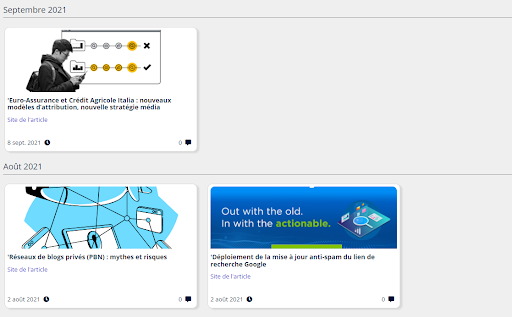 Septembre 2021
'Euro-Assurance et Crédit Agricole Italia : nouveaux
modèles d'attribution, nouvelle stratégie média
Site de l'article
8 sept. 2021
0
Août 2021
'Réseaux de blogs privés (PBN) : mythes et risques
Site de l'article
2 août 2021
0
Out with the old.
In with the actionable.
'Déploiement de la mise à jour anti-spam du lien de
recherche Google
Site de l'article
2 août 2021
0